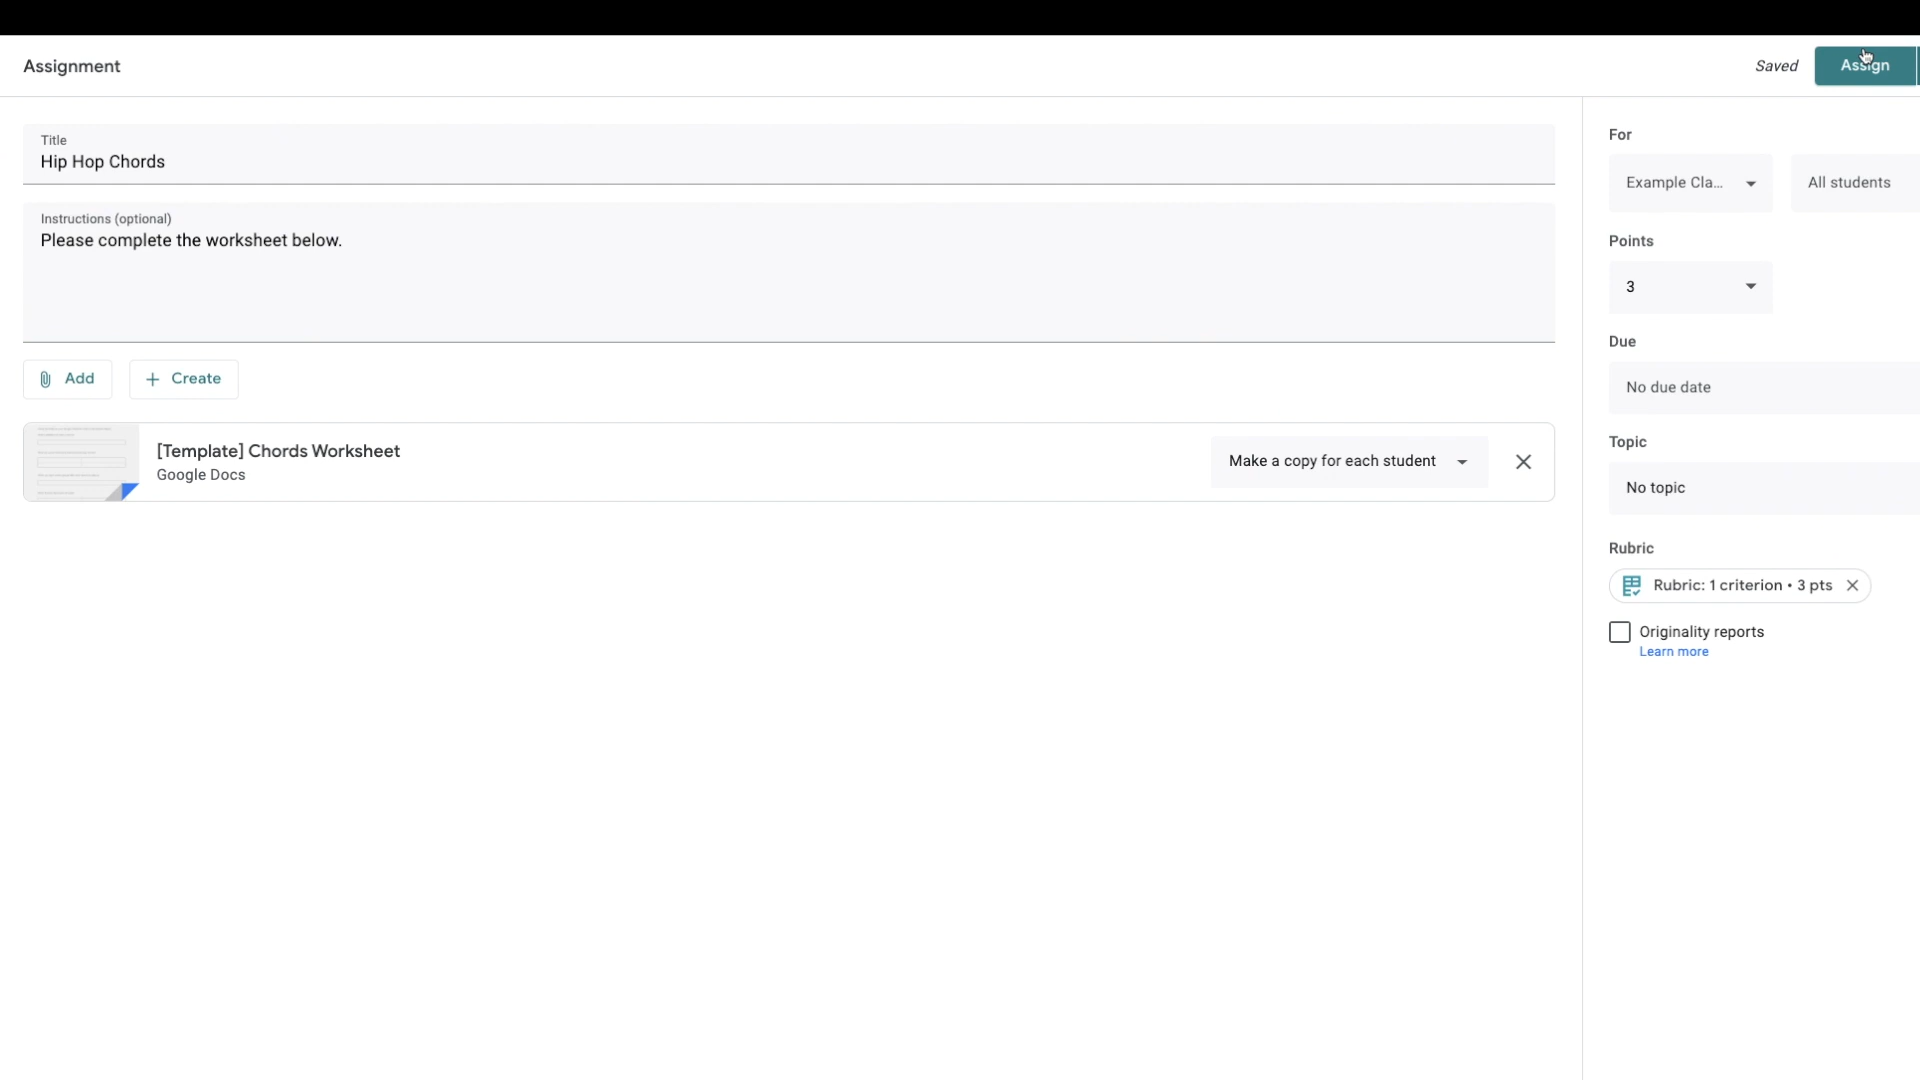 Assignment
Saved
Assign
Title
Hip Hop Chords
Instructions (optional)
Please complete the worksheet below.
Add
Create
[Template] Chords Worksheet
Google Docs
Make a copy for each student
For
Example Cla...
All students
Points
3
Due
No due date
Topic
No topic
Rubric
Rubric: 1 criterion • 3 pts
Originality reports
Learn more